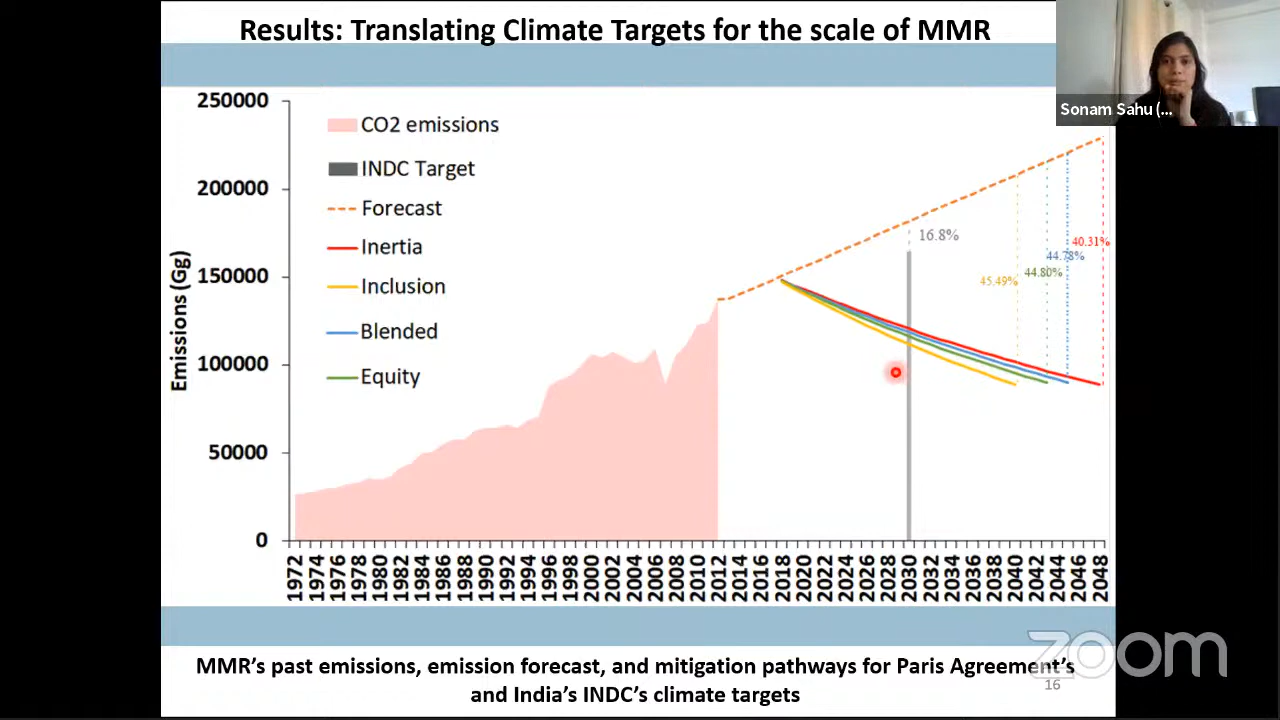 Results: Translating Climate Targets for the scale of MMR
Sonam Sahu (...
250000
200000
150000
100000
50000
0
Emissions (Gg)
CO2 emissions
INDC Target
Forecast
Inertia
Inclusion
Blended
Equity
16.8%
40.31%
44.78%
44.80%
45.49%
1972 1974 1976 1978 1980 1982 1984 1986 1988 1990 1992 1994 1996 1998 2000 2002 2004 2006 2008 2010 2012 2014 2016 2018 2020 2022 2024 2026 2028 2030 2032 2034 2036 2038 2040 2042 2044 2046 2048
MMR's past emissions, emission forecast, and mitigation pathways for Paris Agreement's
and India's INDC's climate targets
16
zoom